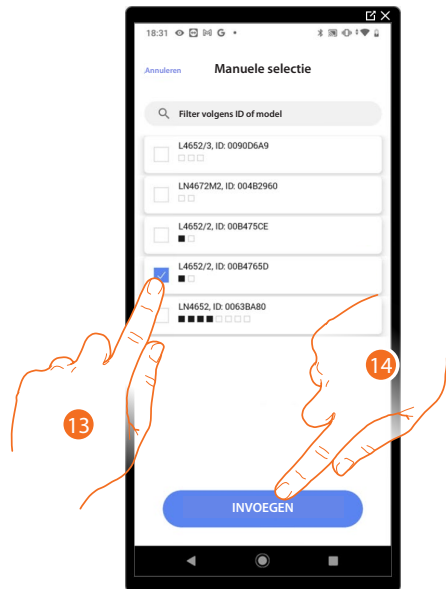 18:31
Annuleren Manuele selectie
Filter volgens ID of model
L4652/3, ID: 0090D6A9
LN4672M2, ID: 004B2960
L4652/2, ID: 00B475CE
L4652/2, ID: 00B4765D
LN4652, ID: 0063BA80
13
14
INVOEGEN